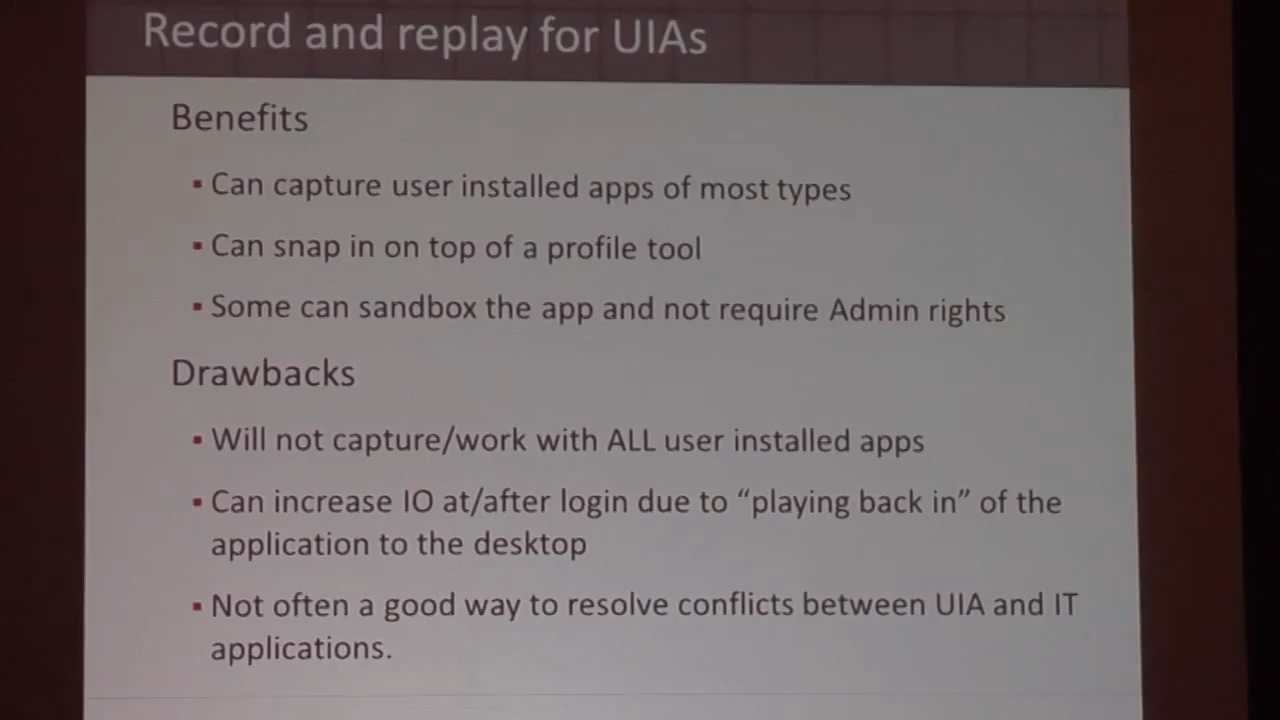 Record and replay for UIAs
Benefits
▪ Can capture user installed apps of most types
▪ Can snap in on top of a profile tool
▪ Some can sandbox the app and not require Admin rights
Drawbacks
▪ Will not capture/work with ALL user installed apps
▪ Can increase IO at/after login due to “playing back in” of the
application to the desktop
▪ Not often a good way to resolve conflicts between UIA and IT
applications.